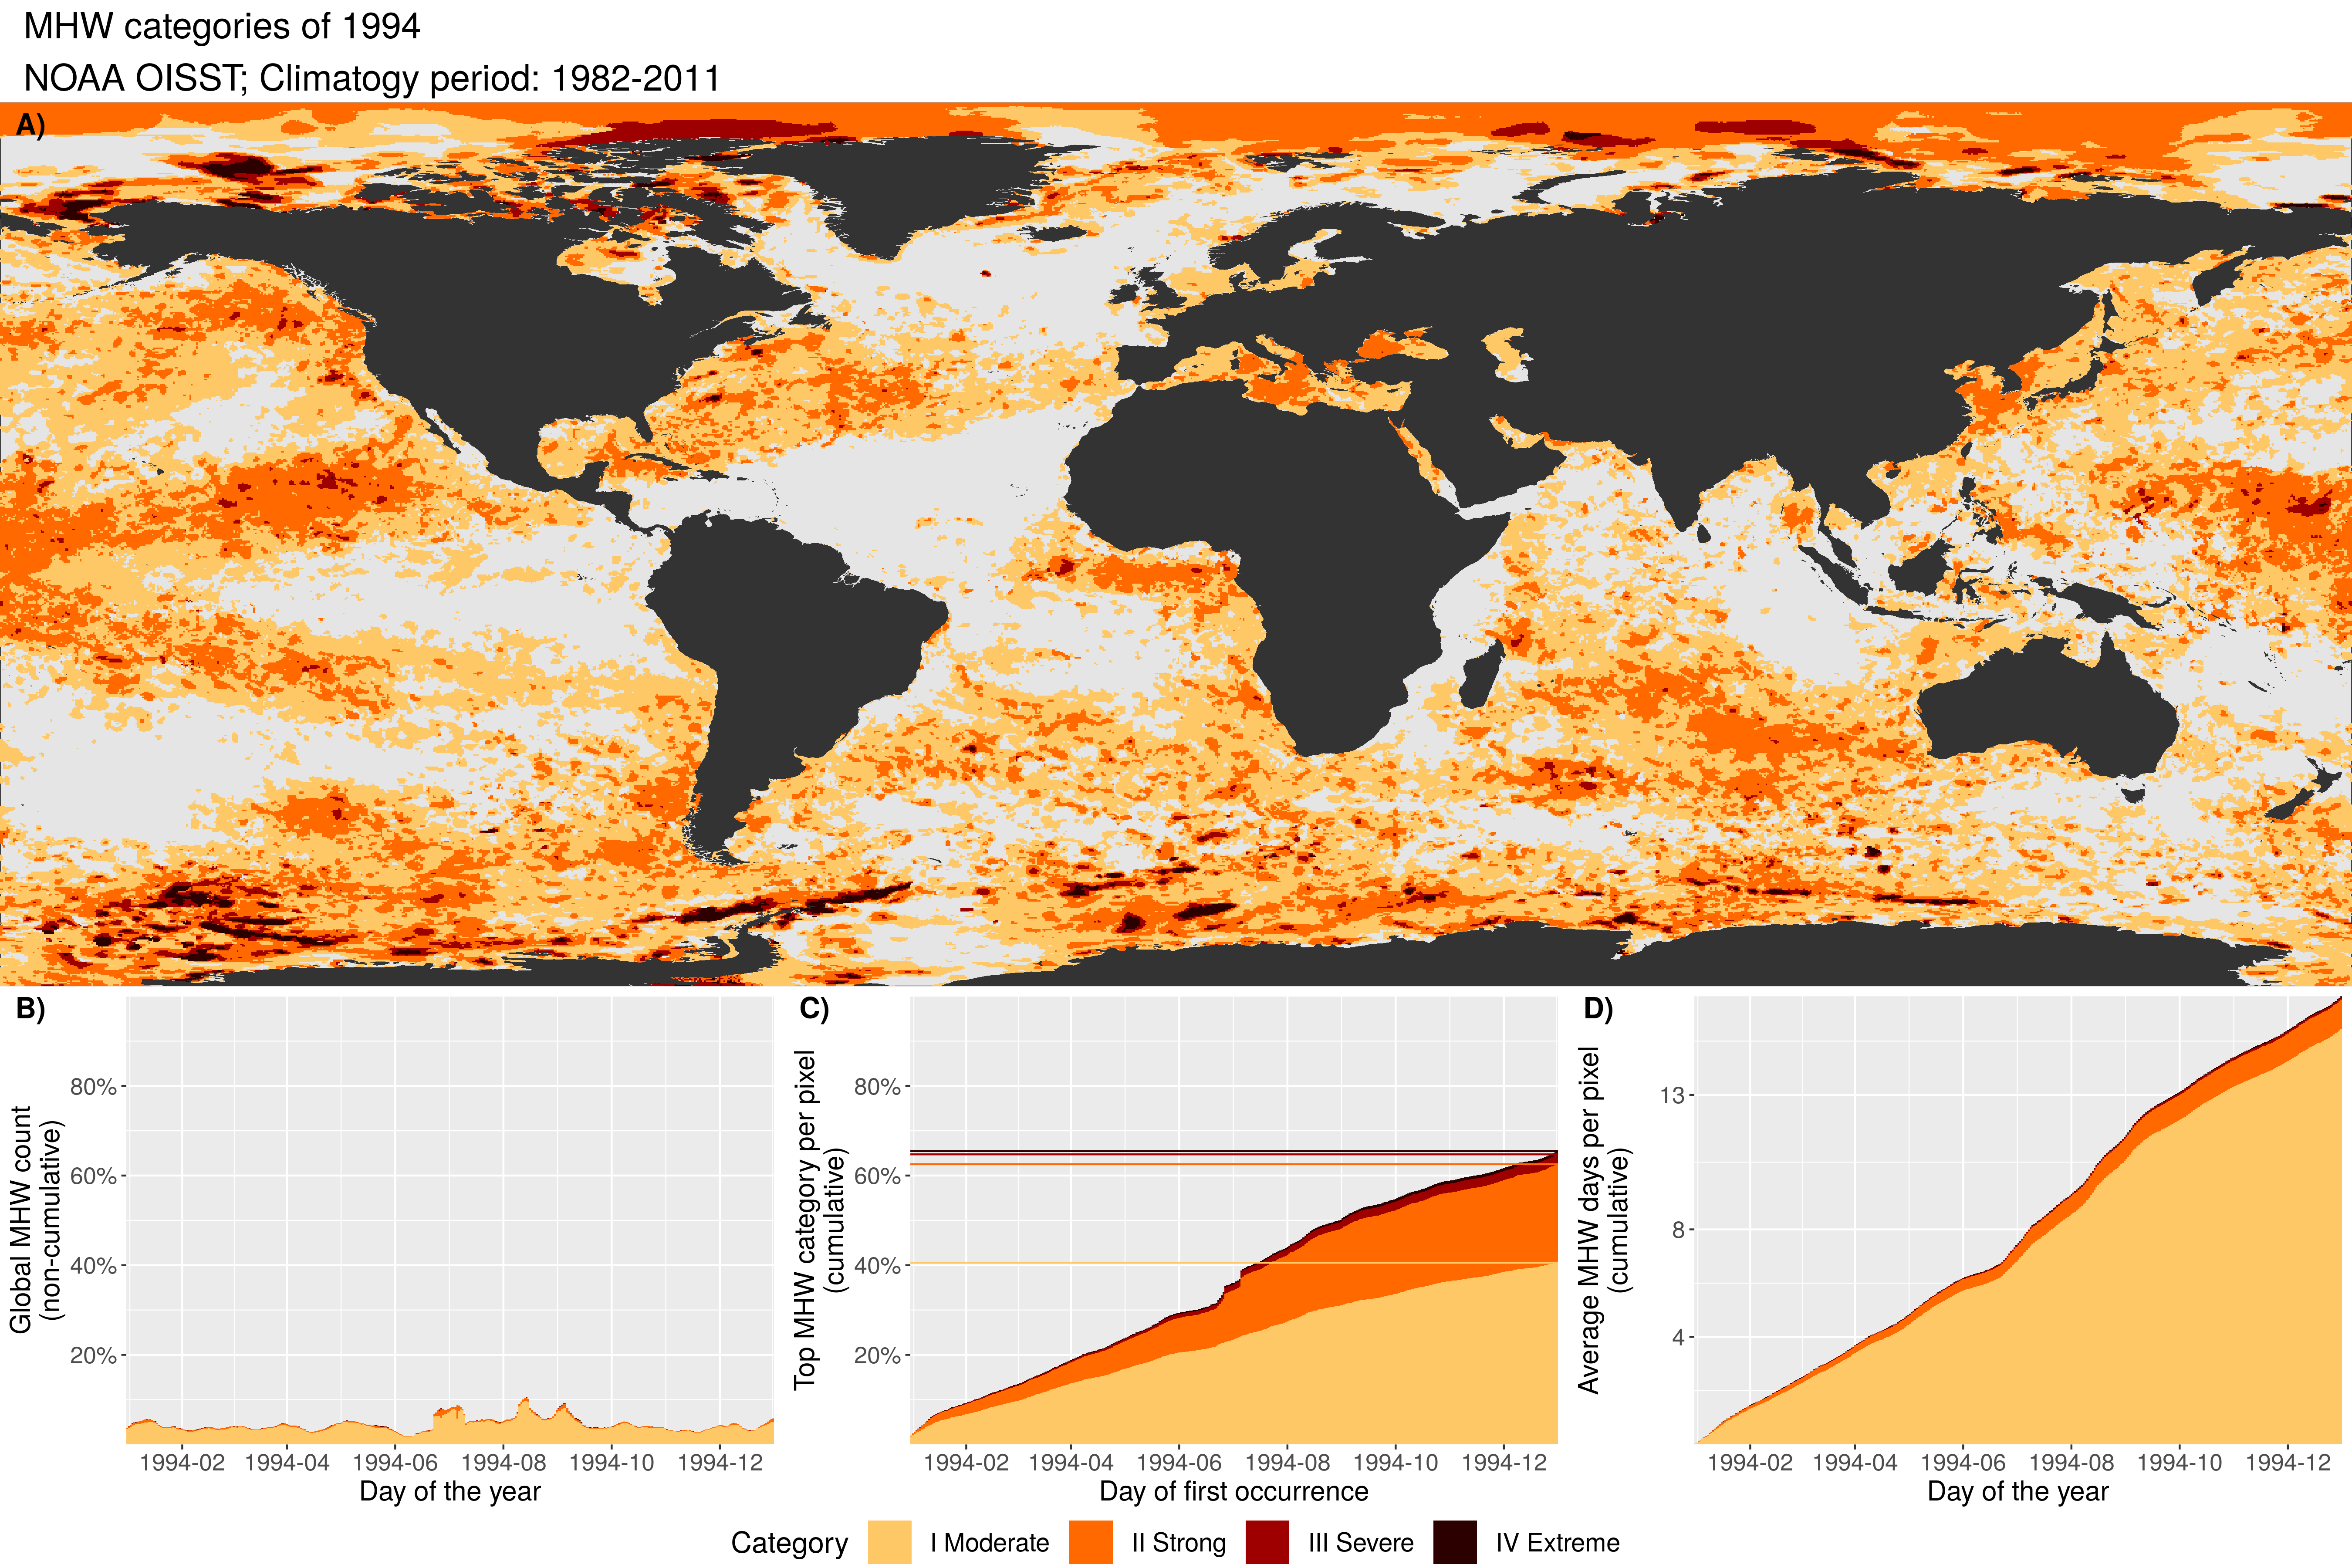 MHW categories of 1994
NOAA OISST; Climatogy period: 1982-2011
A)
B)
Global MHW count
(non-cumulative)
80%
60%
40%
20%
1994-02 1994-04 1994-06 1994-08 1994-10 1994-12
Day of the year
C)
Top MHW category per pixel
(cumulative)
80%
60%
40%
20%
1994-02 1994-04 1994-06 1994-08 1994-10 1994-12
Day of first occurrence
D)
Average MHW days per pixel
(cumulative)
13
8
4
1994-02 1994-04 1994-06 1994-08 1994-10 1994-12
Day of the year
Category I Moderate II Strong III Severe IV Extreme